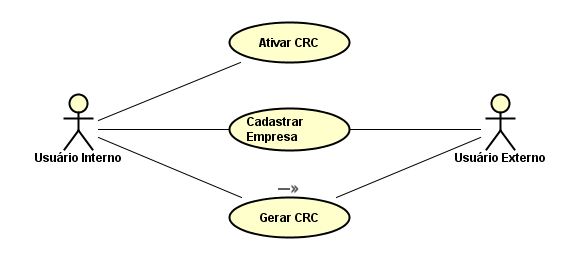 Ativar CRC
Cadastrar
Empresa
Usuário Interno
Usuário Externo
Gerar CRC